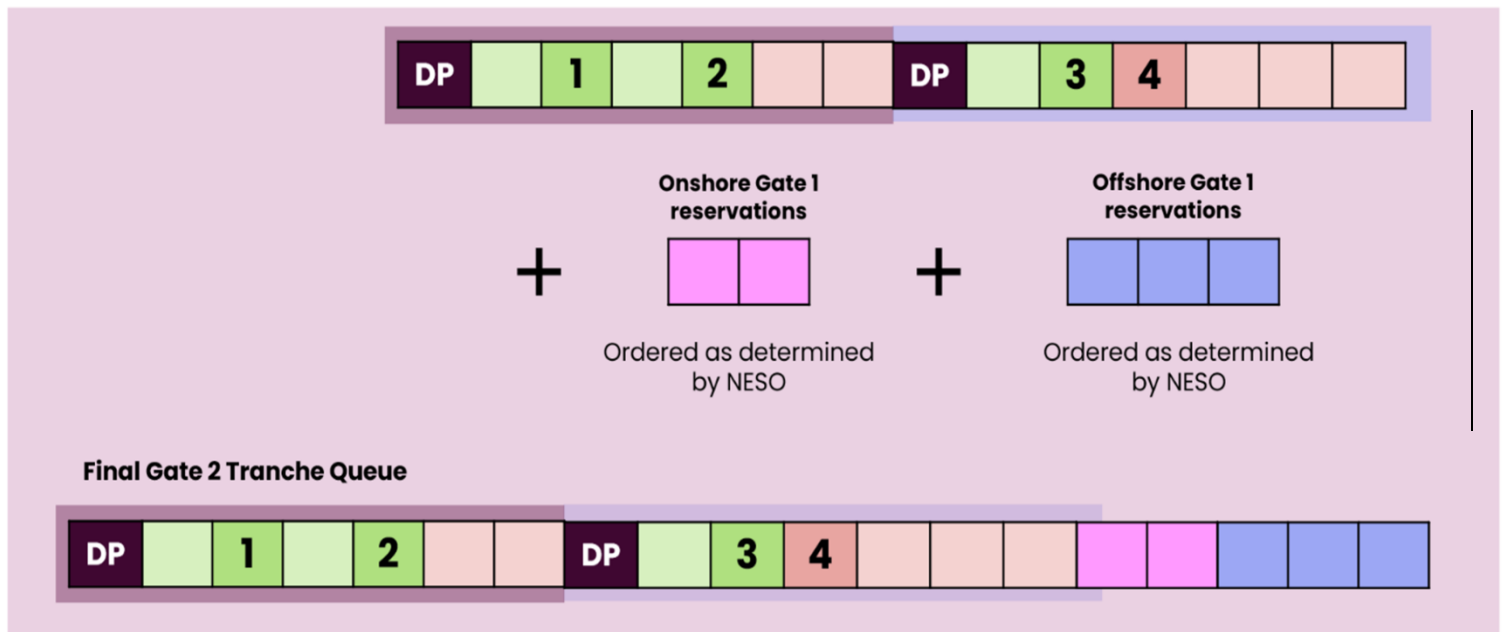 DP 1 2 DP 3 4
Onshore Gate 1
reservations
Offshore Gate 1
reservations
+ +
Ordered as determined
by NESO
Ordered as determined
by NESO
Final Gate 2 Tranche Queue
DP 1 2 DP 3 4